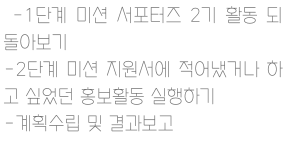 -1단계 미션 서포터즈 2기 활동 되
돌아보기
-2단계 미션 지원서에 적어냈거나 하
고 싶었던 홍보활동 실행하기
-계획수립 및 결과보고